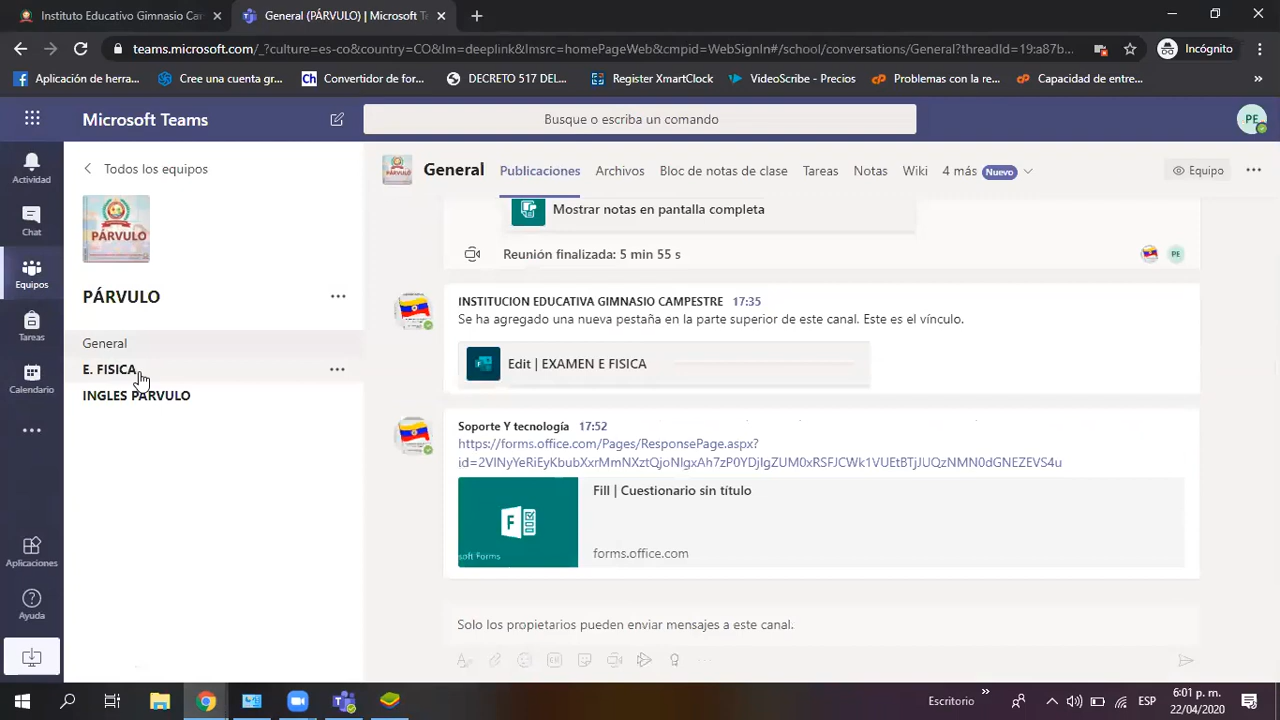 Instituto Educativo Gimnasio Ca
General (PÁRVULO) | Microsoft Te
teams.microsoft.com/_?culture=es-co&country=CO&lm=deeplink&lmsrc=homePageWeb&cmpid=WebSignIn#/school/conversations/General?threadId=19:a87b...
Incógnito
Aplicación de herra...
Cree una cuenta gr...
Ch Convertidor de for...
DECRETO 517 DEL...
Register XmartClock
VideoScribe - Precios
Problemas con la re...
Capacidad de entre...
»
Microsoft Teams
Busque o escriba un comando
PE
Actividad
Chat
Equipos
Tareas
Calendario
Aplicaciones
Ayuda
Todos los equipos
PÁRVULO
PÁRVULO
General
E. FISICA
INGLES PARVULO
General
Publicaciones
Archivos
Bloc de notas de clase
Tareas
Notas
Wiki
4 más Nuevo
Equipo
Mostrar notas en pantalla completa
Reunión finalizada: 5 min 55 s
PE
INSTITUCION EDUCATIVA GIMNASIO CAMPESTRE 17:35
Se ha agregado una nueva pestaña en la parte superior de este canal. Este es el vínculo.
Edit | EXAMEN E FISICA
Soporte Y tecnología 17:52
https://forms.office.com/Pages/ResponsePage.aspx?
id=2VINyYeRiEyKbubXxrMmNXztQjoNlgxAh7zP0YDjIgZUM0xRSFJCWk1VUEtBTjJUQzNMN0dGNEZEVS4u
F
soft Forms
Fill | Cuestionario sin título
forms.office.com
Solo los propietarios pueden enviar mensajes a este canal.
Escritorio »
ESP
6:01 p. m.
22/04/2020